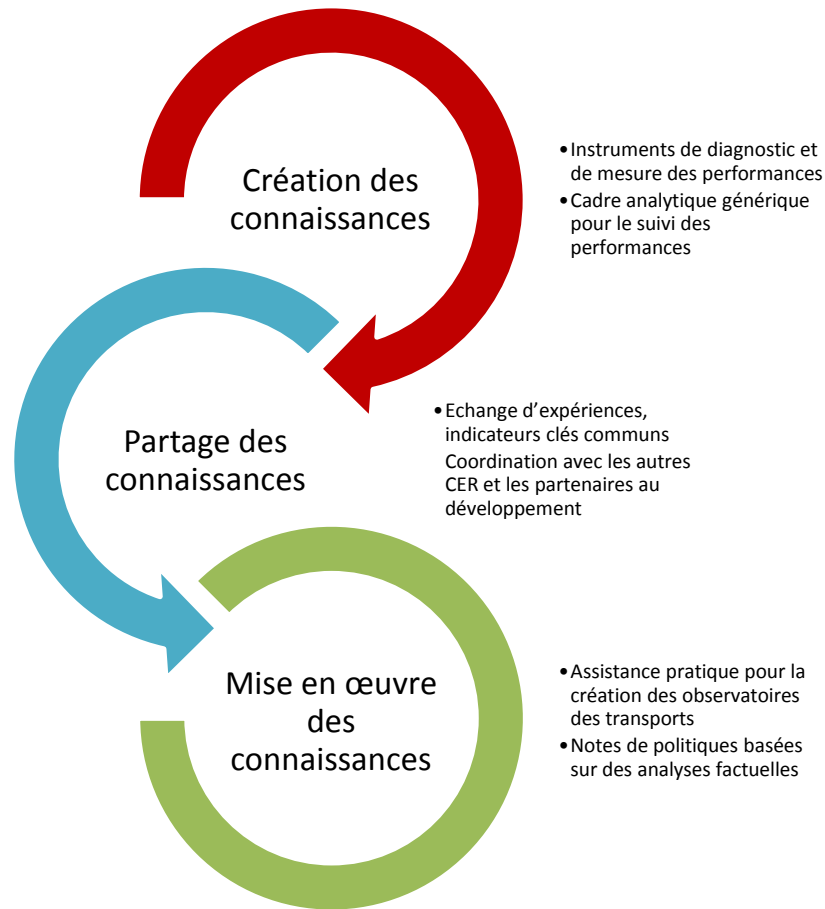 Création des
connaissances
•Instruments de diagnostic et
de mesure des performances
•Cadre analytique générique
pour le suivi des
performances
Partage des
connaissances
•Echange d’expériences,
indicateurs clés communs
Coordination avec les autres
CER et les partenaires au
développement
Mise en œuvre
des
connaissances
•Assistance pratique pour la
création des observatoires
des transports
•Notes de politiques basées
sur des analyses factuelles